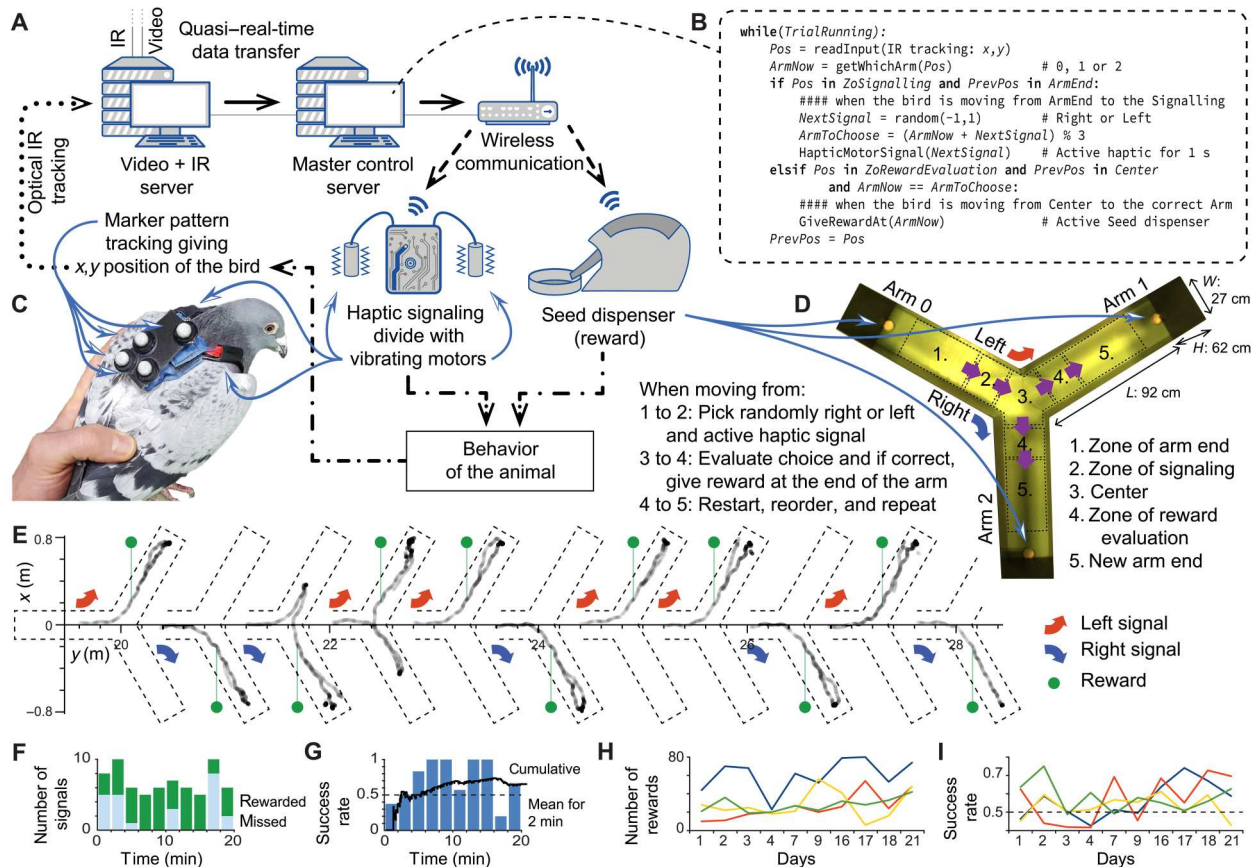 A
IR
Video
Quasi–real-time
data transfer
Optical IR
tracking
Video + IR
server
Master control
server
Wireless
communication
Marker pattern
tracking giving
x,y position of the bird
Haptic signaling
divide with
vibrating motors
Seed dispenser
(reward)
Behavior
of the animal
B
while(TrialRunning):
Pos = readInput(IR tracking: x,y)
ArmNow = getWhichArm(Pos) # 0, 1 or 2
if Pos in ZoSignalling and PrevPos in ArmEnd:
#### when the bird is moving from ArmEnd to the Signalling
NextSignal = random(-1,1) # Right or Left
ArmToChoose = (ArmNow + NextSignal) % 3
HapticMotorSignal(NextSignal) # Active haptic for 1 s
elsif Pos in ZoRewardEvaluation and PrevPos in Center
and ArmNow == ArmToChoose:
#### when the bird is moving from Center to the correct Arm
GiveRewardAt(ArmNow) # Active Seed dispenser
PrevPos = Pos
C
D
Arm 0
Arm 1
Arm 2
W:
27 cm
H: 62 cm
L: 92 cm
Left
Right
1.
2.
3.
4.
5.
4.
5.
When moving from:
1 to 2: Pick randomly right or left
and active haptic signal
3 to 4: Evaluate choice and if correct,
give reward at the end of the arm
4 to 5: Restart, reorder, and repeat
1. Zone of arm end
2. Zone of signaling
3. Center
4. Zone of reward
evaluation
5. New arm end
E
0.8
x (m)
0
−0.8
y (m)
20
22
24
26
28
Left signal
Right signal
Reward
F
Number of
signals
10
5
0
0 10 20
Time (min)
Rewarded
Missed
G
Success
rate
1
0.5
0
0 10 20
Time (min)
Cumulative
Mean for
2 min
H
Number of
rewards
80
0
1 2 3 4 7 9 16 17 18 21
Days
I
Success
rate
0.7
0.5
1 2 3 4 7 9 16 17 18 21
Days